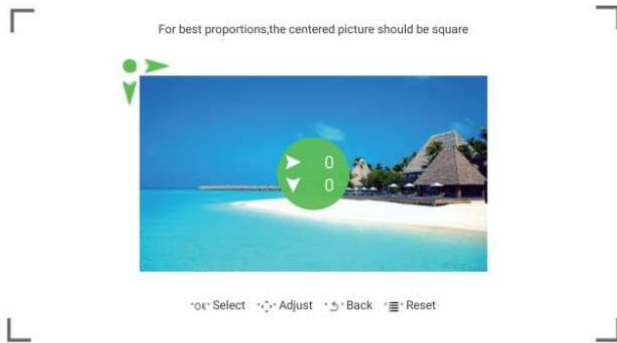 For best proportions,the centered picture should be square
0
0
"OK" Select "" Adjust "" Back "" Reset